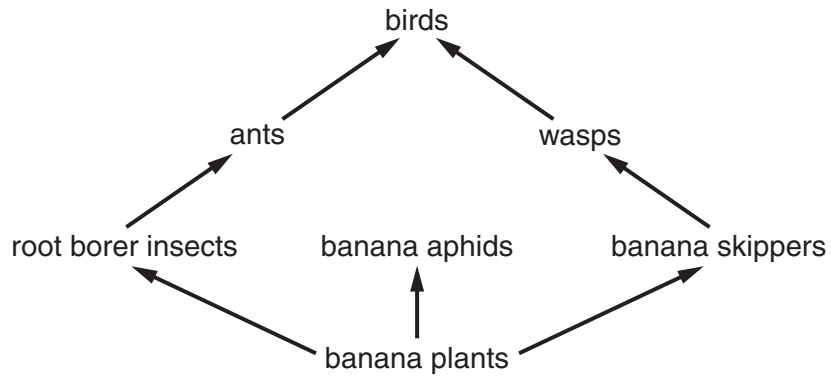 birds
ants
wasps
root borer insects
banana aphids
banana skippers
banana plants